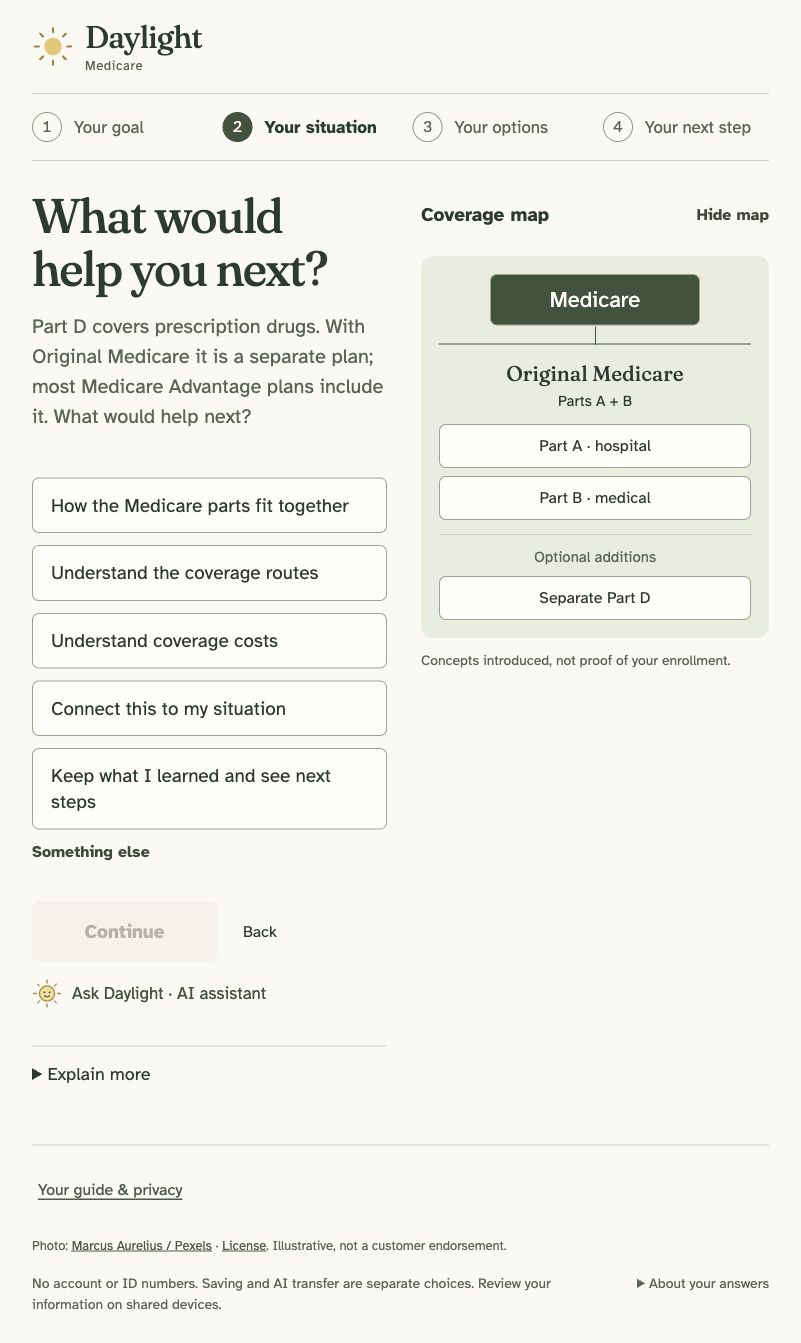 Daylight
Medicare
1 Your goal
2 Your situation
3 Your options
4 Your next step
What would
help you next?
Part D covers prescription drugs. With
Original Medicare it is a separate plan;
most Medicare Advantage plans include
it. What would help next?
How the Medicare parts fit together
Understand the coverage routes
Understand coverage costs
Connect this to my situation
Keep what I learned and see next
steps
Something else
Continue
Back
Ask Daylight · AI assistant
Explain more
Coverage map
Hide map
Medicare
Original Medicare
Parts A + B
Part A · hospital
Part B · medical
Optional additions
Separate Part D
Concepts introduced, not proof of your enrollment.
Your guide & privacy
Photo: Marcus Aurelius / Pexels · License. Illustrative, not a customer endorsement.
No account or ID numbers. Saving and AI transfer are separate choices. Review your
information on shared devices.
About your answers